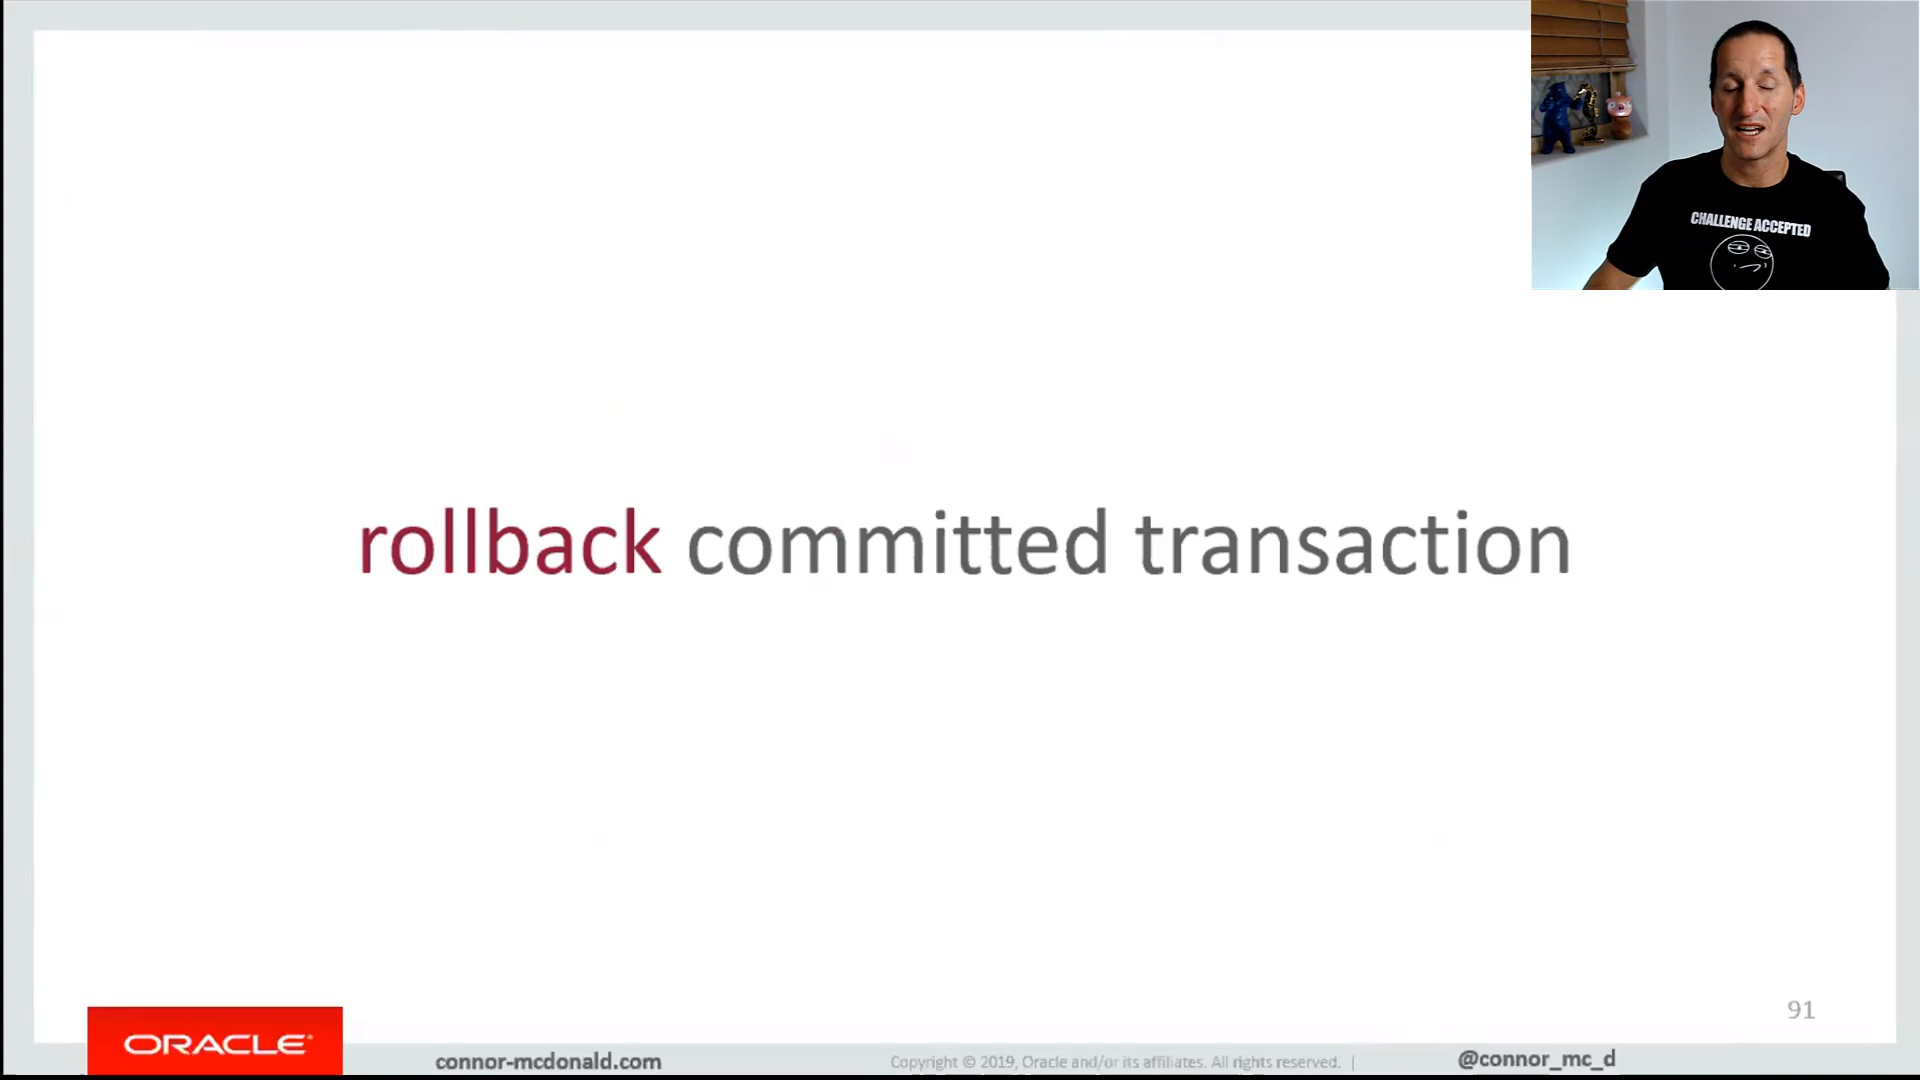 CHALLENGE ACCEPTED
rollback committed transaction
91
ORACLE
connor-mcdonald.com
Copyright © 2019, Oracle and/or its affiliates. All rights reserved. |
@connor_mc_d